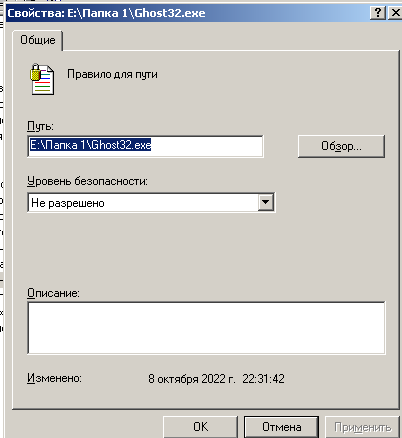 Свойства: E:\Папка 1\Ghost32.exe
Общие
Правило для пути
Путь:
E:\Папка 1\Ghost32.exe
Обзор...
Уровень безопасности:
Не разрешено
Описание:
Изменено: 8 октября 2022 г. 22:31:42
OK Отмена Применить